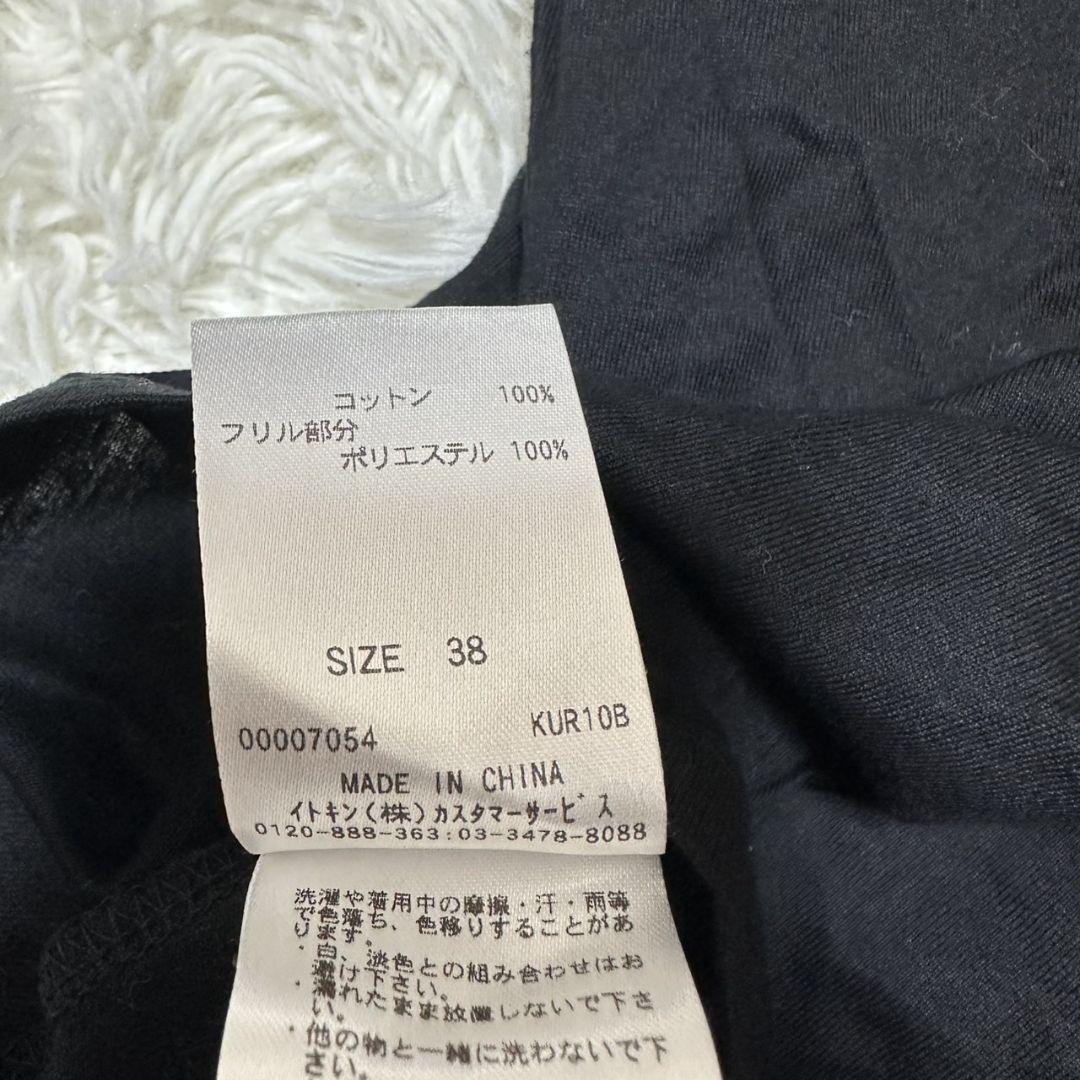 コットン 100%
フリル部分
ポリエステル 100%
SIZE 38
00007054 KUR10B
MADE IN CHINA
イトキン(株)カスタマーサービス
0120-888-363:03-3478-8088
洗濯や着用中の摩擦・汗・雨等
で色落ち、色移りすることがあ
ります。
・白、淡色との組み合わせはお
避け下さい。
・濡れたまま放置しないで下さ
い。
・他の物と一緒に洗わないで下
さい。